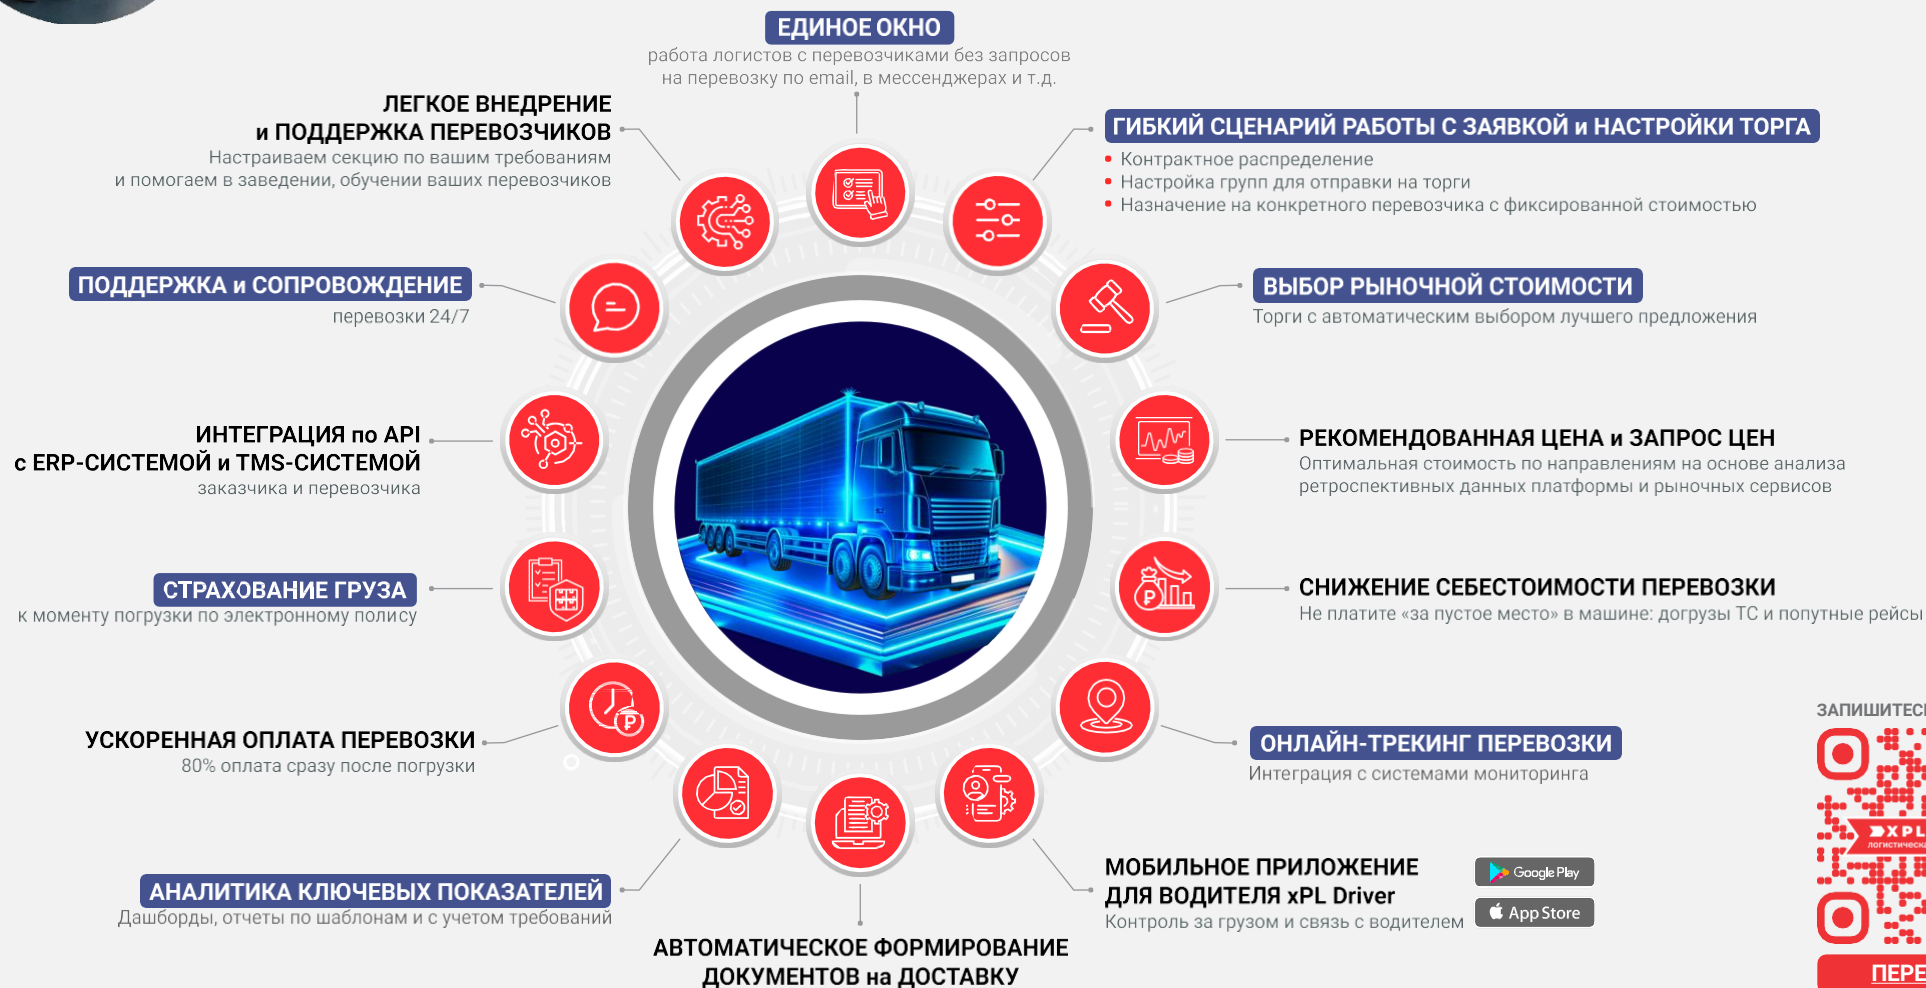 ЕДИНОЕ ОКНО
работа логистов с перевозчиками без запросов
на перевозку по email, в мессенджерах и т.д.
ЛЕГКОЕ ВНЕДРЕНИЕ
и ПОДДЕРЖКА ПЕРЕВОЗЧИКОВ
Настраиваем секцию по вашим требованиям
и помогаем в заведении, обучении ваших перевозчиков
ГИБКИЙ СЦЕНАРИЙ РАБОТЫ С ЗАЯВКОЙ и НАСТРОЙКИ ТОРГА
• Контрактное распределение
• Настройка групп для отправки на торги
• Назначение на конкретного перевозчика с фиксированной стоимостью
ПОДДЕРЖКА и СОПРОВОЖДЕНИЕ
перевозки 24/7
ВЫБОР РЫНОЧНОЙ СТОИМОСТИ
Торги с автоматическим выбором лучшего предложения
ИНТЕГРАЦИЯ по API
с ERP-СИСТЕМОЙ и TMS-СИСТЕМОЙ
заказчика и перевозчика
РЕКОМЕНДОВАННАЯ ЦЕНА и ЗАПРОС ЦЕН
Оптимальная стоимость по направлениям на основе анализа
ретроспективных данных платформы и рыночных сервисов
СТРАХОВАНИЕ ГРУЗА
к моменту погрузки по электронному полису
СНИЖЕНИЕ СЕБЕСТОИМОСТИ ПЕРЕВОЗКИ
Не платите «за пустое место» в машине: догрузы ТС и попутные рейсы
УСКОРЕННАЯ ОПЛАТА ПЕРЕВОЗКИ
80% оплата сразу после погрузки
ОНЛАЙН-ТРЕКИНГ ПЕРЕВОЗКИ
Интеграция с системами мониторинга
АНАЛИТИКА КЛЮЧЕВЫХ ПОКАЗАТЕЛЕЙ
Дашборды, отчеты по шаблонам и с учетом требований
МОБИЛЬНОЕ ПРИЛОЖЕНИЕ
ДЛЯ ВОДИТЕЛЯ xPL Driver
Контроль за грузом и связь с водителем
Google Play
App Store
АВТОМАТИЧЕСКОЕ ФОРМИРОВАНИЕ
ДОКУМЕНТОВ на ДОСТАВКУ
XPL